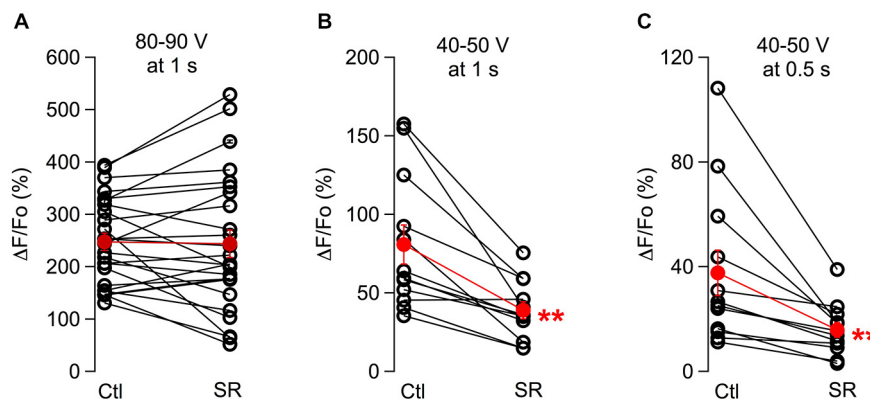 A
80-90 V
at 1 s
600
500
400
300
200
100
0
ΔF/Fo (%)
Ctl
SR
B
40-50 V
at 1 s
200
150
100
50
0
ΔF/Fo (%)
Ctl
SR
**
C
40-50 V
at 0.5 s
120
80
40
0
ΔF/Fo (%)
Ctl
SR
**